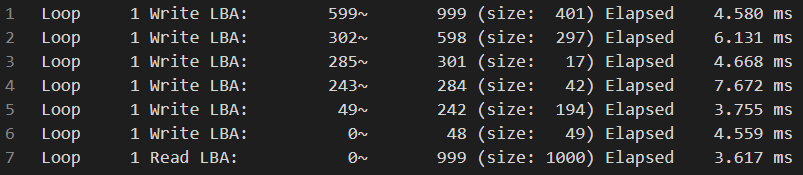 1 Loop 1 Write LBA: 599~ 999 (size: 401) Elapsed 4.580 ms
2 Loop 1 Write LBA: 302~ 598 (size: 297) Elapsed 6.131 ms
3 Loop 1 Write LBA: 285~ 301 (size: 17) Elapsed 4.668 ms
4 Loop 1 Write LBA: 243~ 284 (size: 42) Elapsed 7.672 ms
5 Loop 1 Write LBA: 49~ 242 (size: 194) Elapsed 3.755 ms
6 Loop 1 Write LBA: 0~ 48 (size: 49) Elapsed 4.559 ms
7 Loop 1 Read LBA: 0~ 999 (size: 1000) Elapsed 3.617 ms